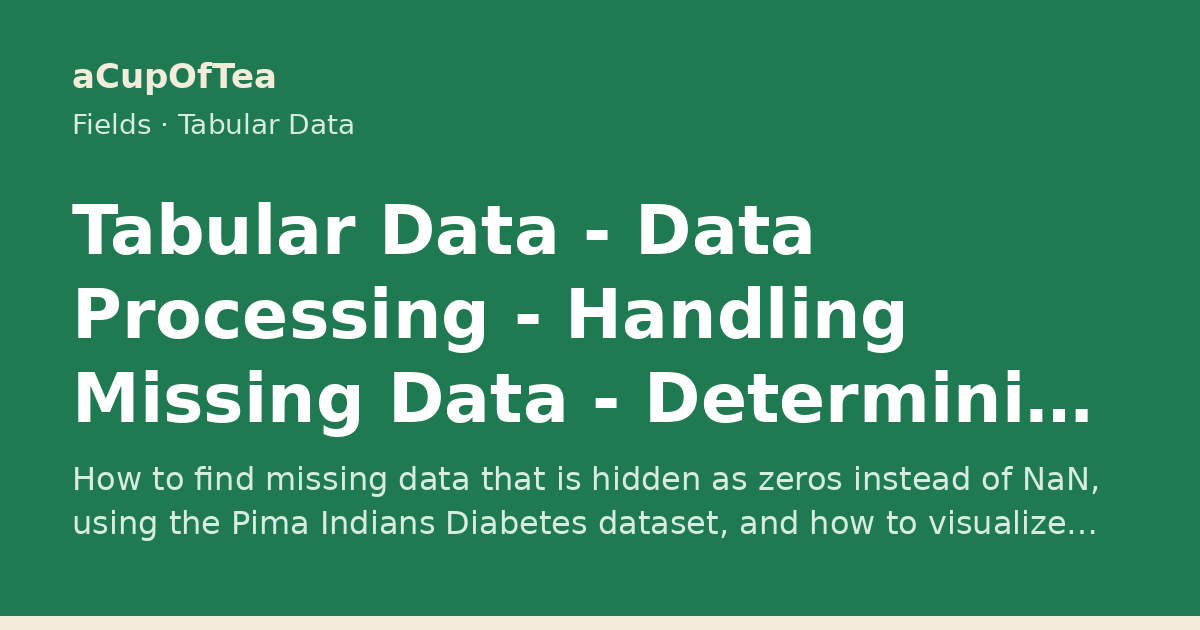 aCupOfTea
Fields · Tabular Data
Tabular Data - Data
Processing - Handling
Missing Data - Determini…
How to find missing data that is hidden as zeros instead of NaN,
using the Pima Indians Diabetes dataset, and how to visualize…